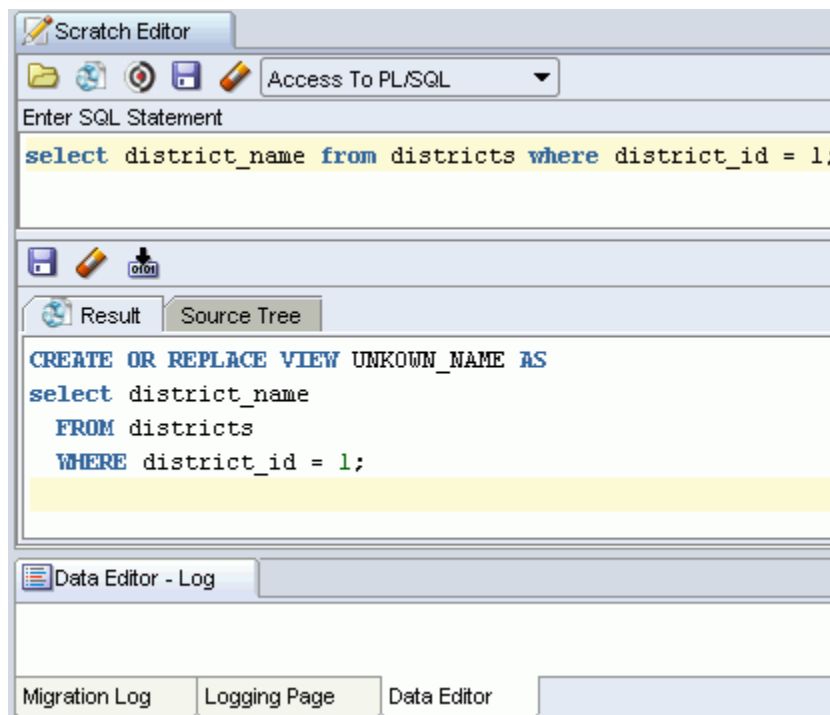 Scratch Editor
Access To PL/SQL
Enter SQL Statement
select district_name from districts where district_id = 1;
0101
Result Source Tree
CREATE OR REPLACE VIEW UNKOWN_NAME AS
select district_name
FROM districts
WHERE district_id = 1;
Data Editor - Log
Migration Log Logging Page Data Editor